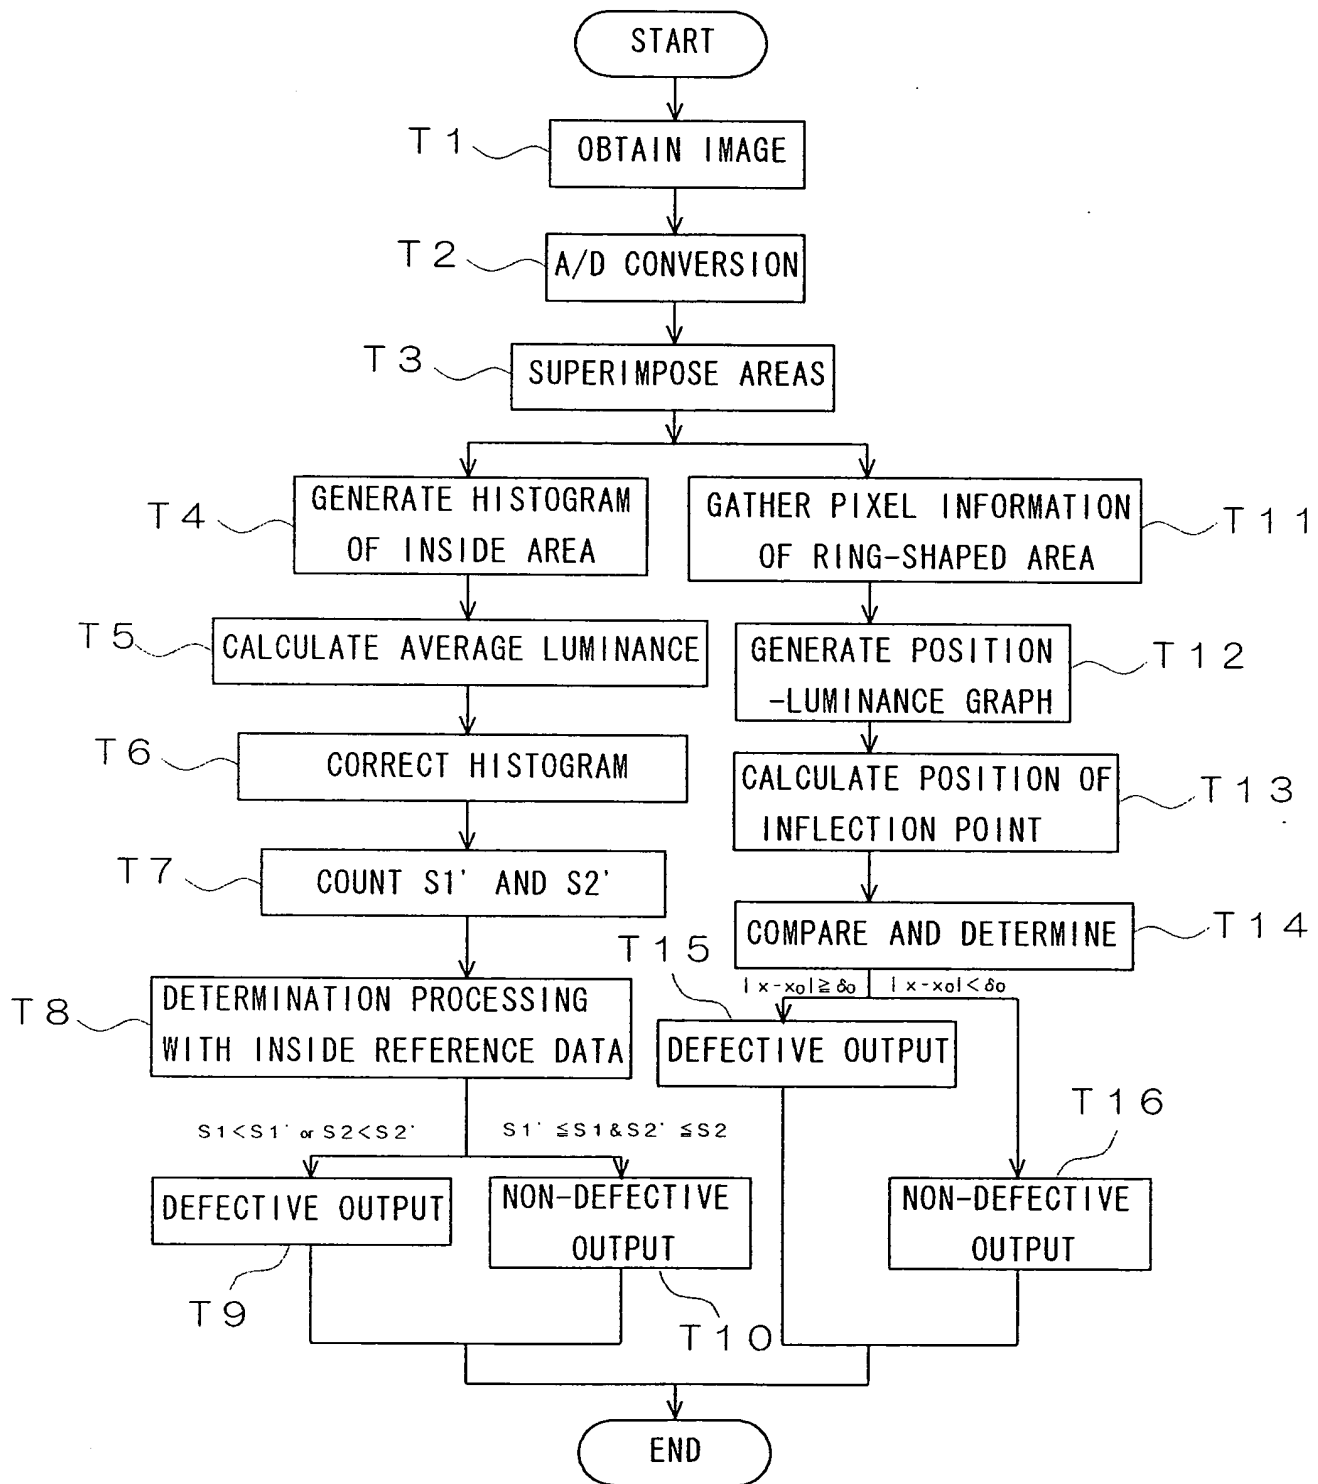 START
T1
OBTAIN IMAGE
T2
A/D CONVERSION
T3
SUPERIMPOSE AREAS
T4
GENERATE HISTOGRAM
OF INSIDE AREA
GATHER PIXEL INFORMATION
OF RING-SHAPED AREA
T11
T5
CALCULATE AVERAGE LUMINANCE
GENERATE POSITION
-LUMINANCE GRAPH
T12
T6
CORRECT HISTOGRAM
CALCULATE POSITION OF
INFLECTION POINT
T13
T7
COUNT S1' AND S2'
COMPARE AND DETERMINE
T14
T15
|x-x0|≧δ0
|x-x0|<δ0
T8
DETERMINATION PROCESSING
WITH INSIDE REFERENCE DATA
DEFECTIVE OUTPUT
T16
S1<S1' or S2<S2'
S1'≦S1&S2'≦S2
DEFECTIVE OUTPUT
NON-DEFECTIVE
OUTPUT
NON-DEFECTIVE
OUTPUT
T9
T10
END